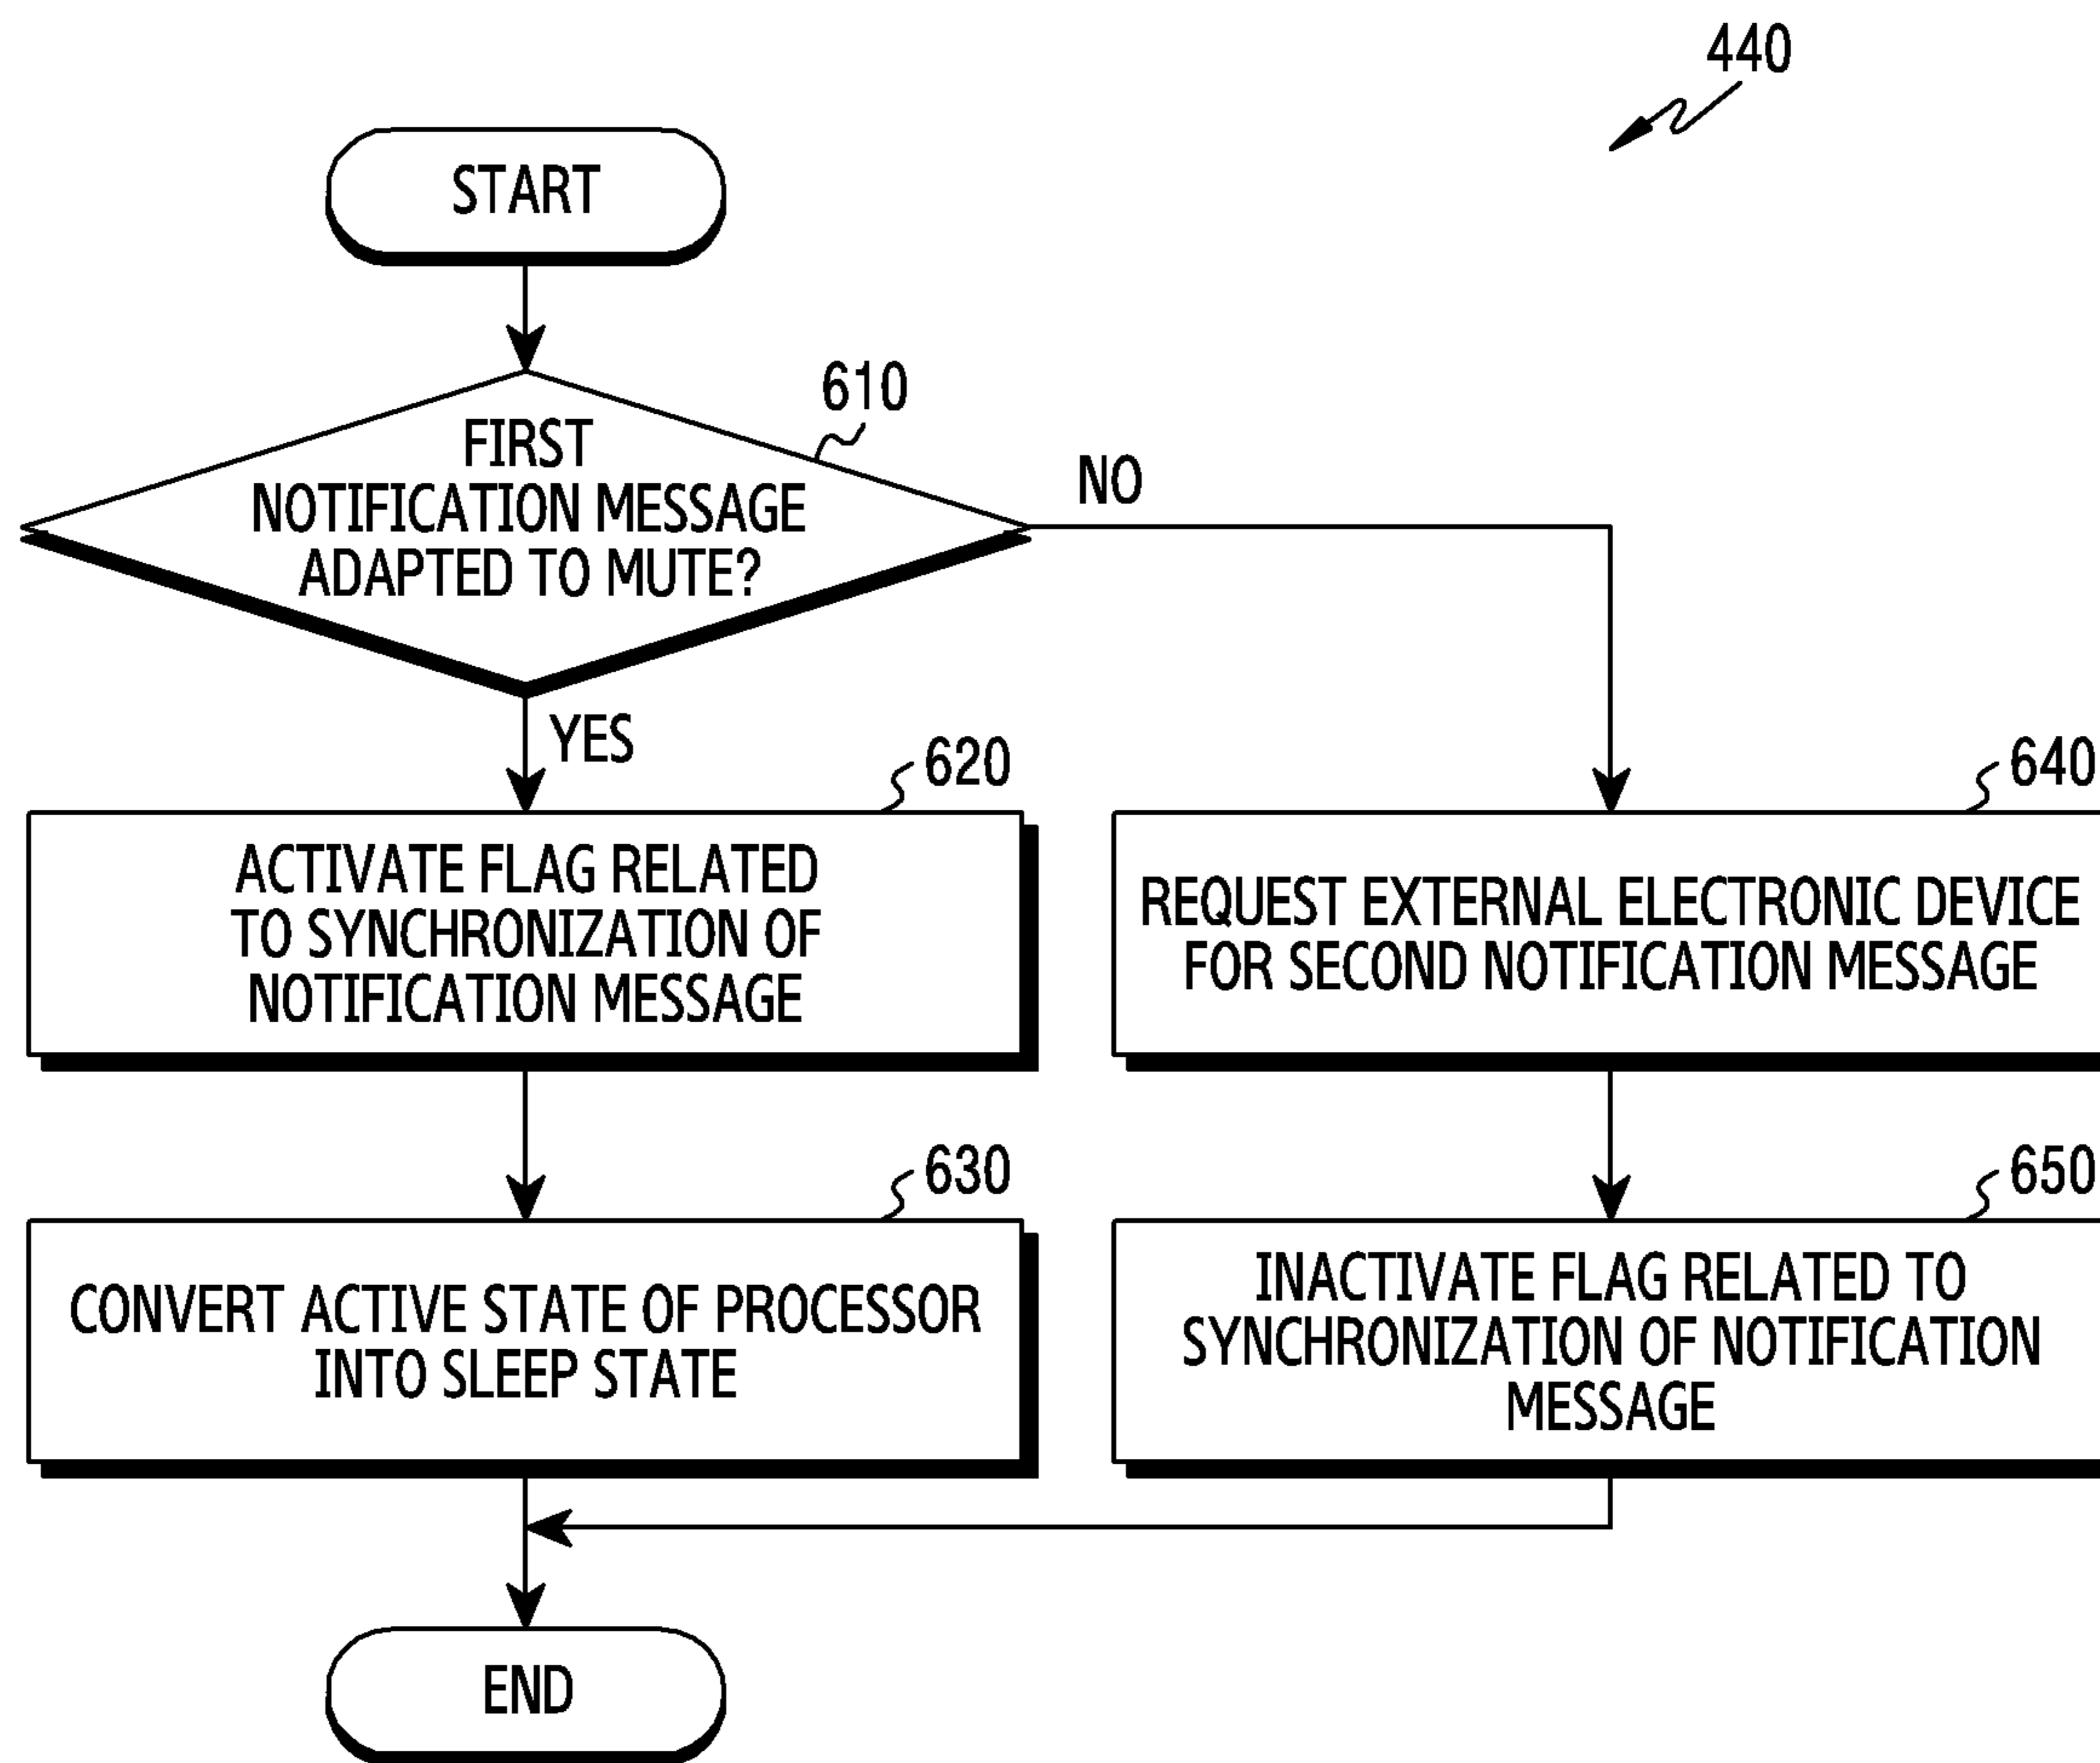 440
START
610
FIRST
NOTIFICATION MESSAGE
ADAPTED TO MUTE?
NO
YES
620
ACTIVATE FLAG RELATED
TO SYNCHRONIZATION OF
NOTIFICATION MESSAGE
640
REQUEST EXTERNAL ELECTRONIC DEVICE
FOR SECOND NOTIFICATION MESSAGE
630
CONVERT ACTIVE STATE OF PROCESSOR
INTO SLEEP STATE
650
INACTIVATE FLAG RELATED TO
SYNCHRONIZATION OF NOTIFICATION
MESSAGE
END